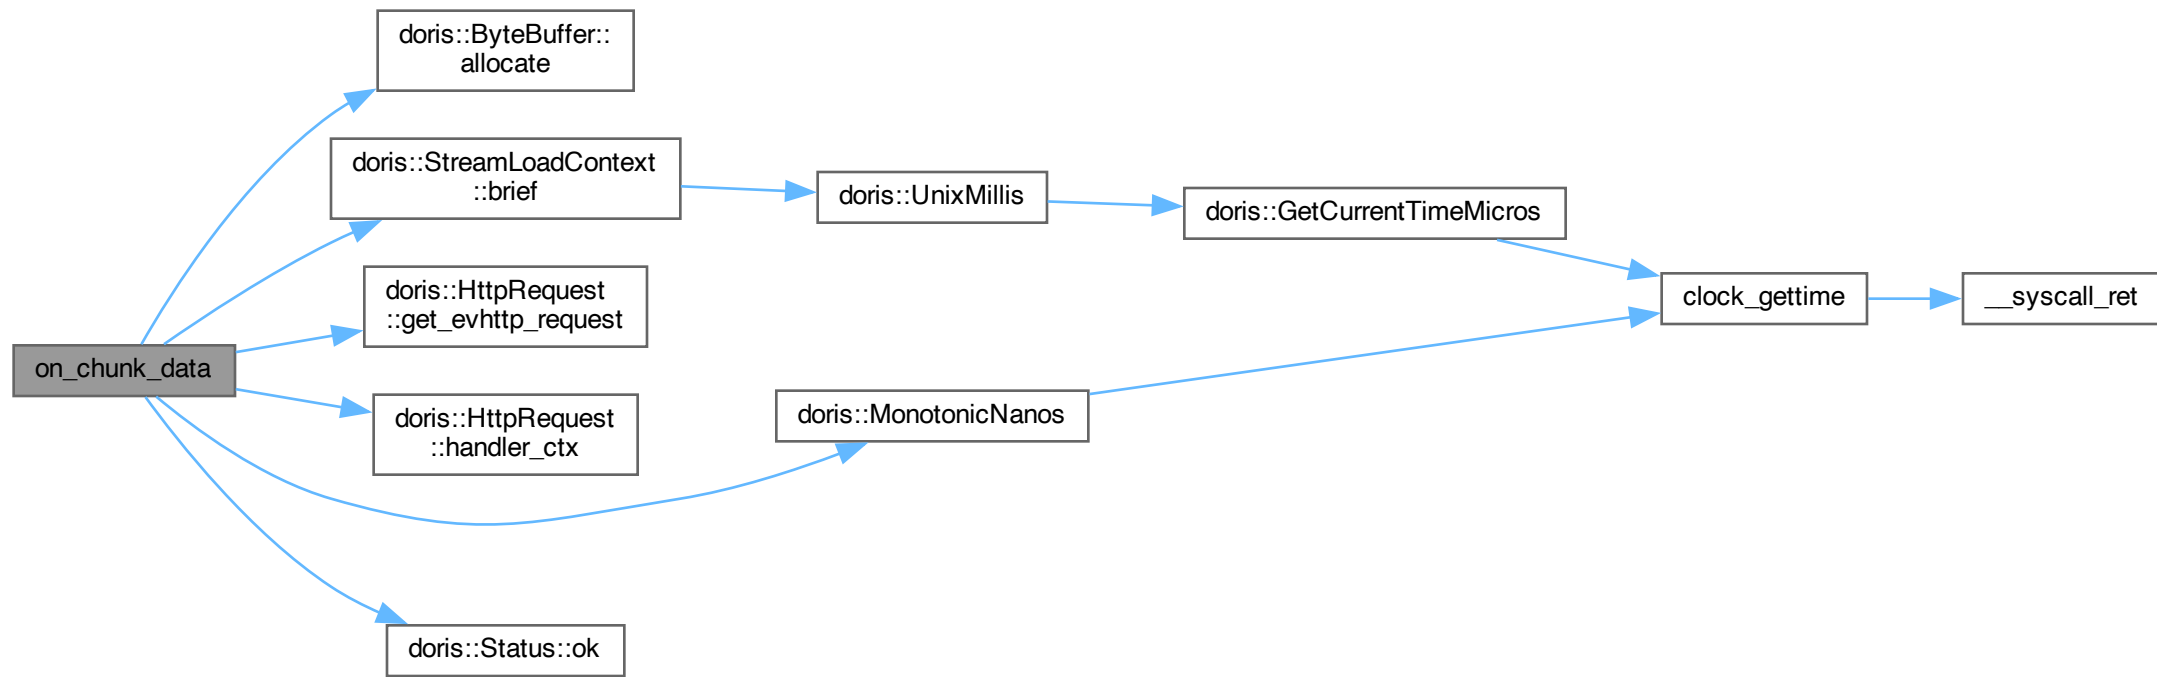 doris::ByteBuffer::
allocate
doris::StreamLoadContext
::brief
doris::UnixMillis
doris::GetCurrentTimeMicros
doris::HttpRequest
::get_evhttp_request
clock_gettime
__syscall_ret
on_chunk_data
doris::HttpRequest
::handler_ctx
doris::MonotonicNanos
doris::Status::ok